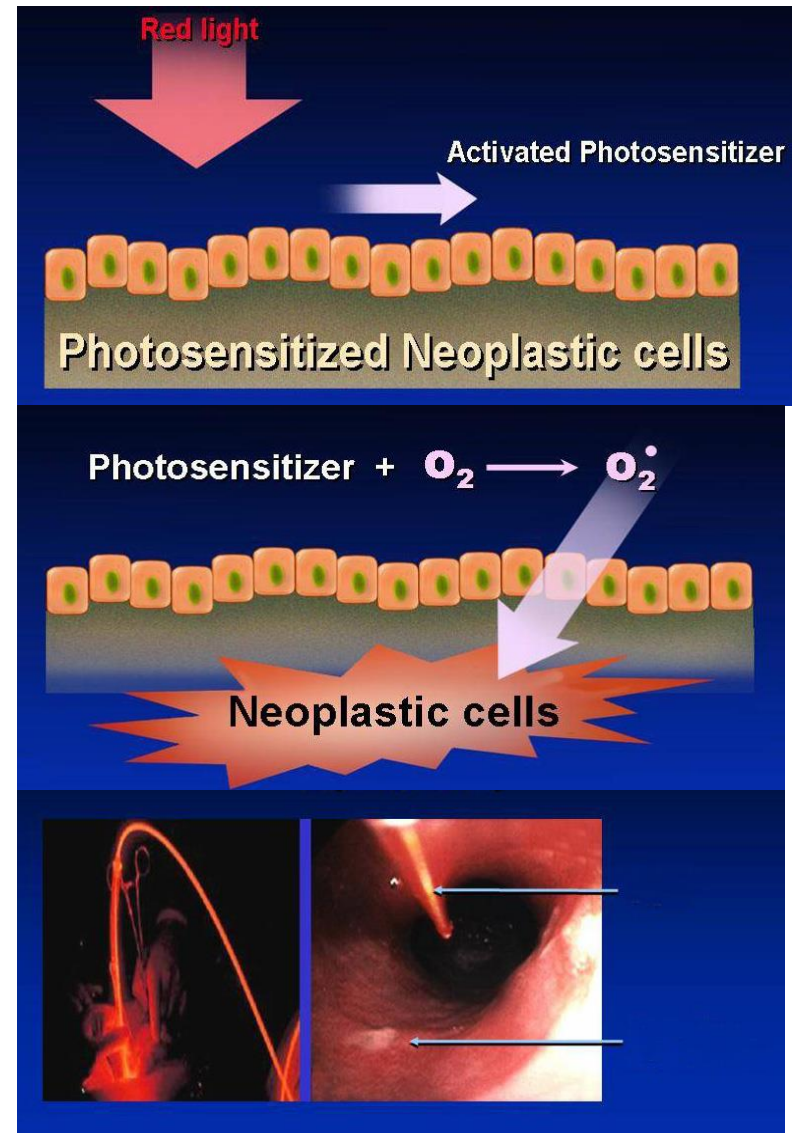 Red light
Activated Photosensitizer
Photosensitized Neoplastic cells
Photosensitizer + O₂ ⟶ O₂•
Neoplastic cells